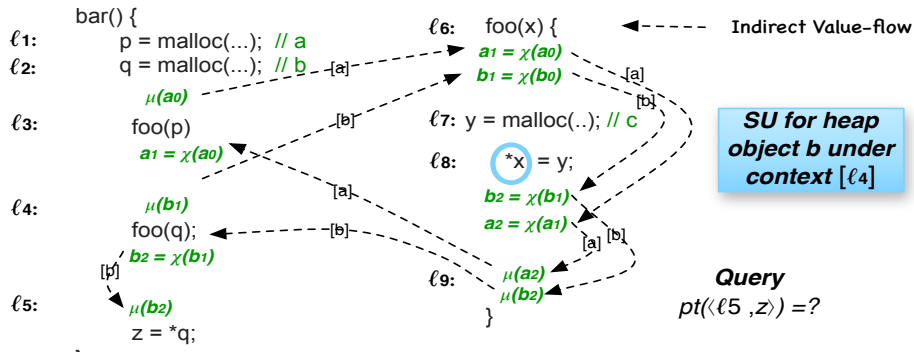 bar() {
ℓ1: p = malloc(...); // a
ℓ2: q = malloc(...); // b
μ(a0)
ℓ3: foo(p)
a1 = χ(a0)
μ(b1)
ℓ4: foo(q);
b2 = χ(b1)
[b]
ℓ5: μ(b2)
z = *q;
[a]
[b]
[a]
[b]
ℓ6: foo(x) {
a1 = χ(a0)
b1 = χ(b0)
[a]
[b]
ℓ7: y = malloc(..); // c
ℓ8: *x = y;
b2 = χ(b1)
a2 = χ(a1)
[a]
[b]
ℓ9: μ(a2)
μ(b2)
}
Indirect Value-flow
SU for heap
object b under
context [ℓ4]
Query
pt(⟨ℓ5 ,z⟩) =?